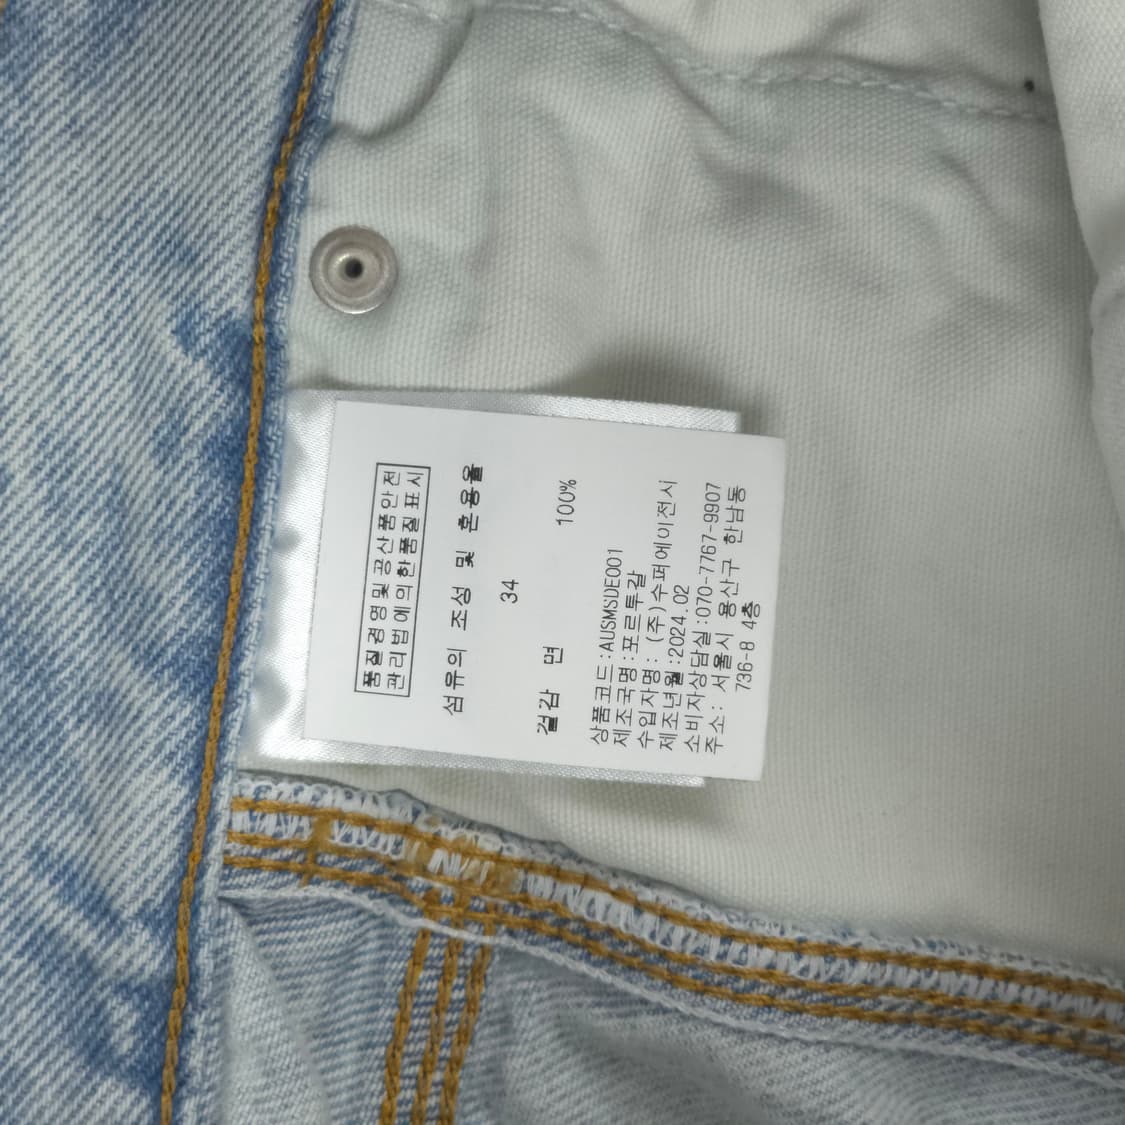 품질경영및공산품안전
관리법에의한품질표시
섬유의 조성 및 혼용율
34
겉감 면 100%
상품코드:AUSMSDE001
제조국명:포르투갈
수입자명: (주)수퍼에이전시
제조년월:2024.02
소비자상담실:070-7767-9907
주소: 서울시 용산구 한남동
736-8 4층